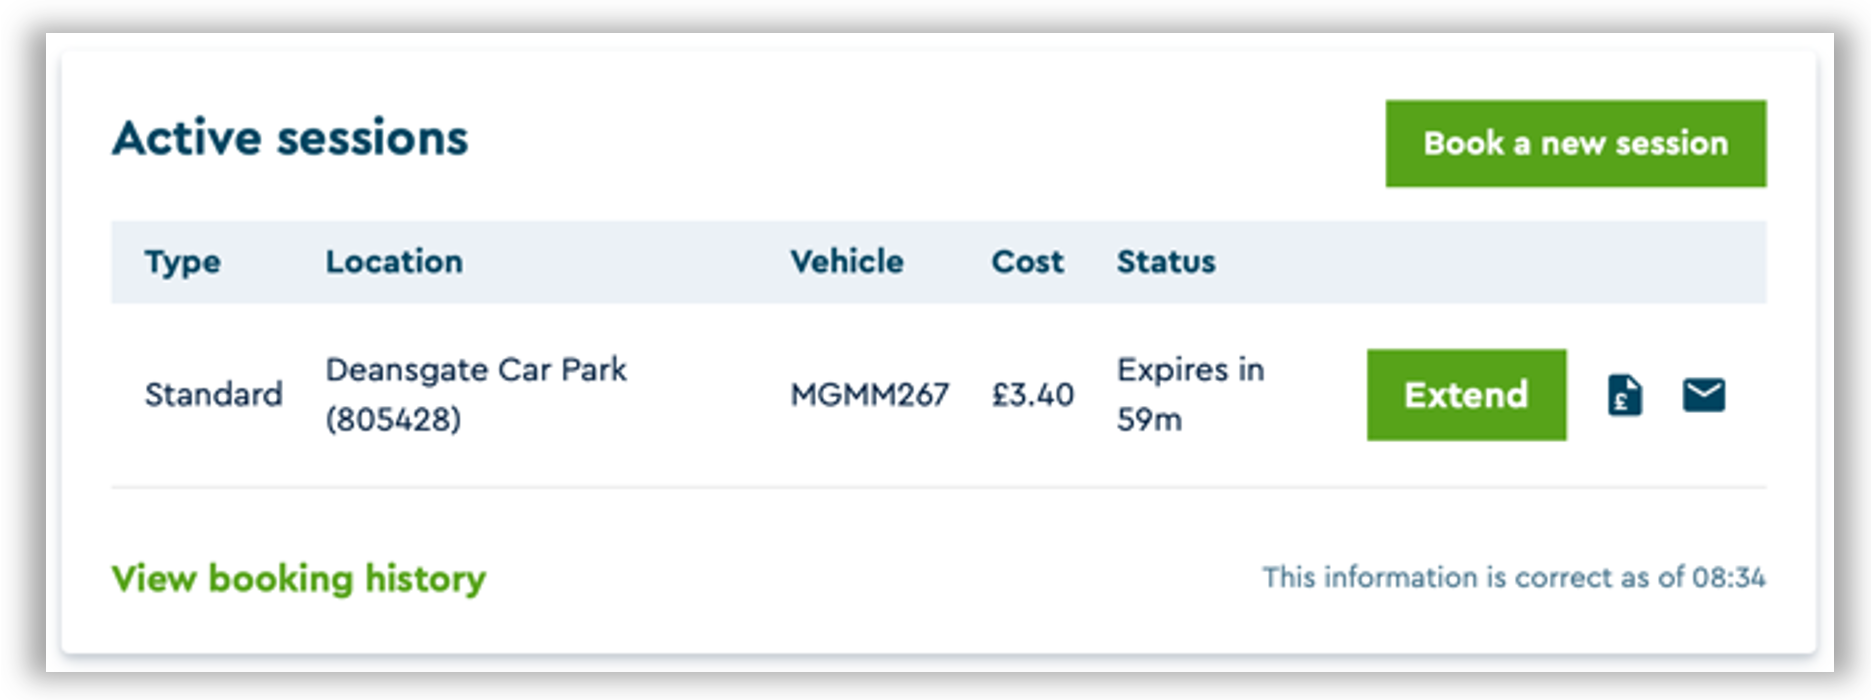 Active sessions
Book a new session
Type Location Vehicle Cost Status
Standard Deansgate Car Park (805428) MGMM267 £3.40 Expires in 59m Extend £
View booking history
This information is correct as of 08:34